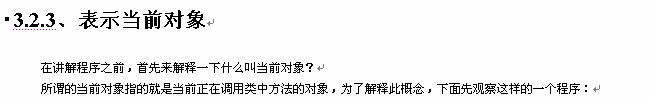 3.2.3、表示当前对象
在讲解程序之前，首先来解释一下什么叫当前对象？
所谓的当前对象指的就是当前正在调用类中方法的对象，为了解释此概念，下面先观察这样的一个程序：